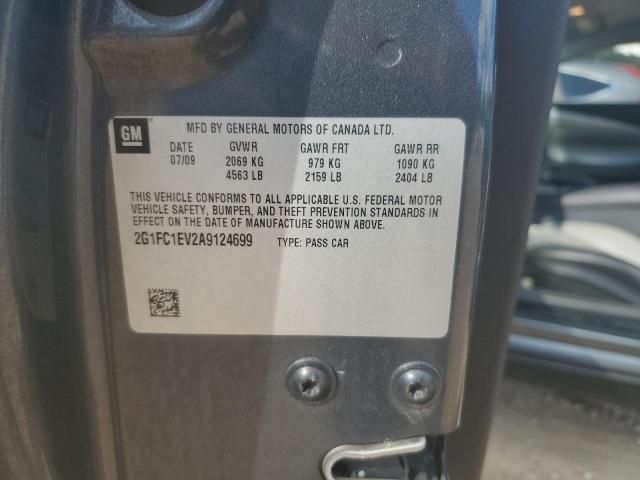 GM MFD BY GENERAL MOTORS OF CANADA LTD.
DATE GVWR GAWR FRT GAWR RR
07/09 2069 KG 979 KG 1090 KG
4563 LB 2159 LB 2404 LB
THIS VEHICLE CONFORMS TO ALL APPLICABLE U.S. FEDERAL MOTOR
VEHICLE SAFETY, BUMPER, AND THEFT PREVENTION STANDARDS IN
EFFECT ON THE DATE OF MANUFACTURE SHOWN ABOVE.
2G1FC1EV2A9124699 TYPE: PASS CAR